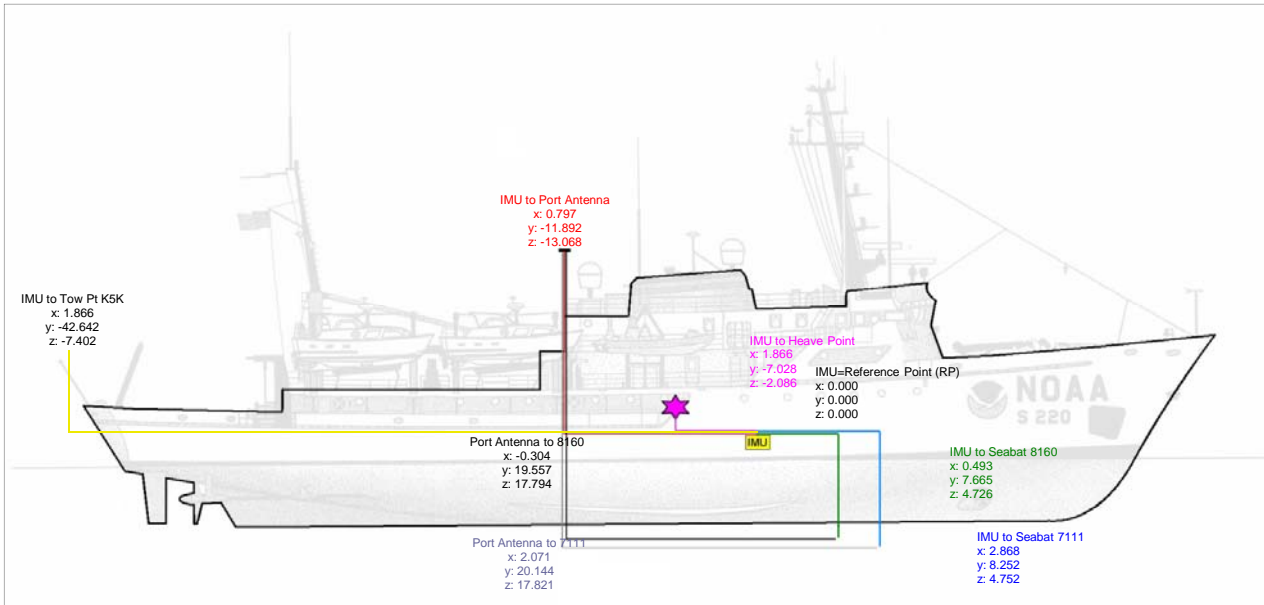 IMU to Port Antenna
x: 0.797
y: -11.892
z: -13.068
IMU to Tow Pt K5K
x: 1.866
y: -42.642
z: -7.402
IMU to Heave Point
x: 1.866
y: -7.028
z: -2.086
IMU=Reference Point (RP)
x: 0.000
y: 0.000
z: 0.000
NOAA
S 220
IMU
Port Antenna to 8160
x: -0.304
y: 19.557
z: 17.794
IMU to Seabat 8160
x: 0.493
y: 7.665
z: 4.726
Port Antenna to 7111
x: 2.071
y: 20.144
z: 17.821
IMU to Seabat 7111
x: 2.868
y: 8.252
z: 4.752